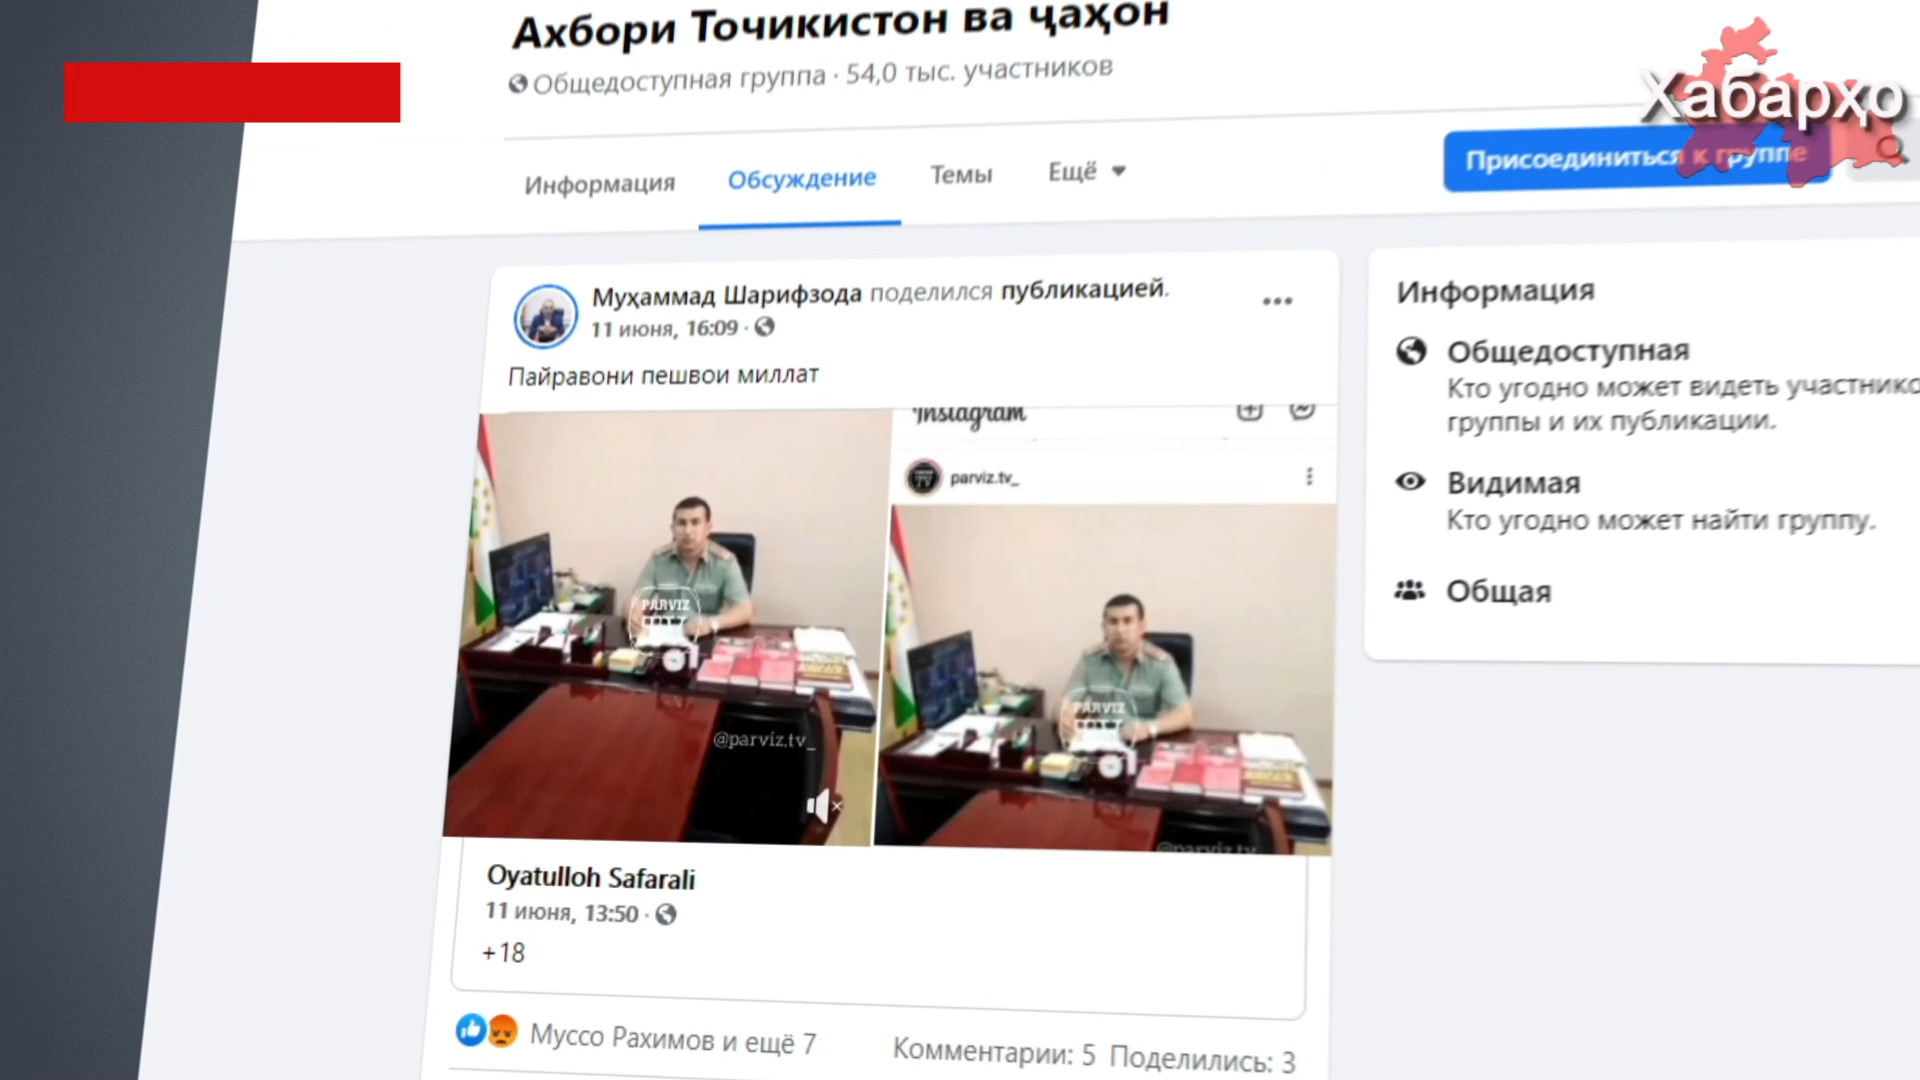 Ахбори Точикистон ва ҷаҳон
Общедоступная группа · 54,0 тыс. участников
Хабарҳо
Информация
Обсуждение
Темы
Ещё
Присоединиться к группе
Муҳаммад Шарифзода поделился публикацией.
11 июня, 16:09 ·
Пайравони пешвои миллат
Instagram
parviz.tv_
PARVIZ
@parviz.tv_
PARVIZ
@parviz.tv_
Oyatulloh Safarali
11 июня, 13:50 ·
+18
Муссо Рахимов и ещё 7
Комментарии: 5 Поделились: 3
Информация
Общедоступная
Кто угодно может видеть участнико
группы и их публикации.
Видимая
Кто угодно может найти группу.
Общая